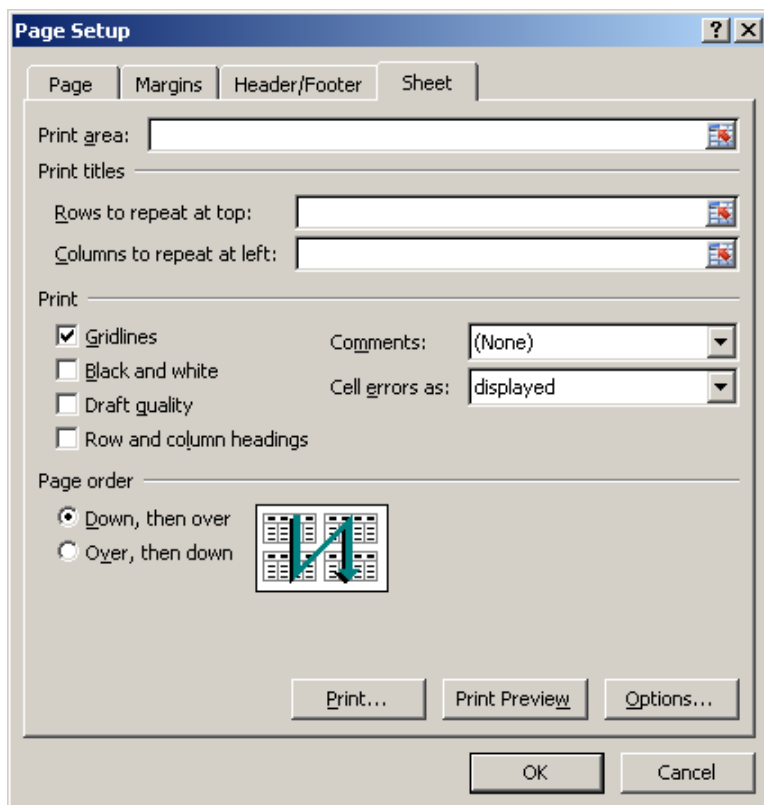 Page Setup
Page Margins Header/Footer Sheet
Print area:
Print titles
Rows to repeat at top:
Columns to repeat at left:
Print
Gridlines
Comments: (None)
Black and white
Cell errors as: displayed
Draft quality
Row and column headings
Page order
Down, then over
Over, then down
Print... Print Preview Options...
OK Cancel